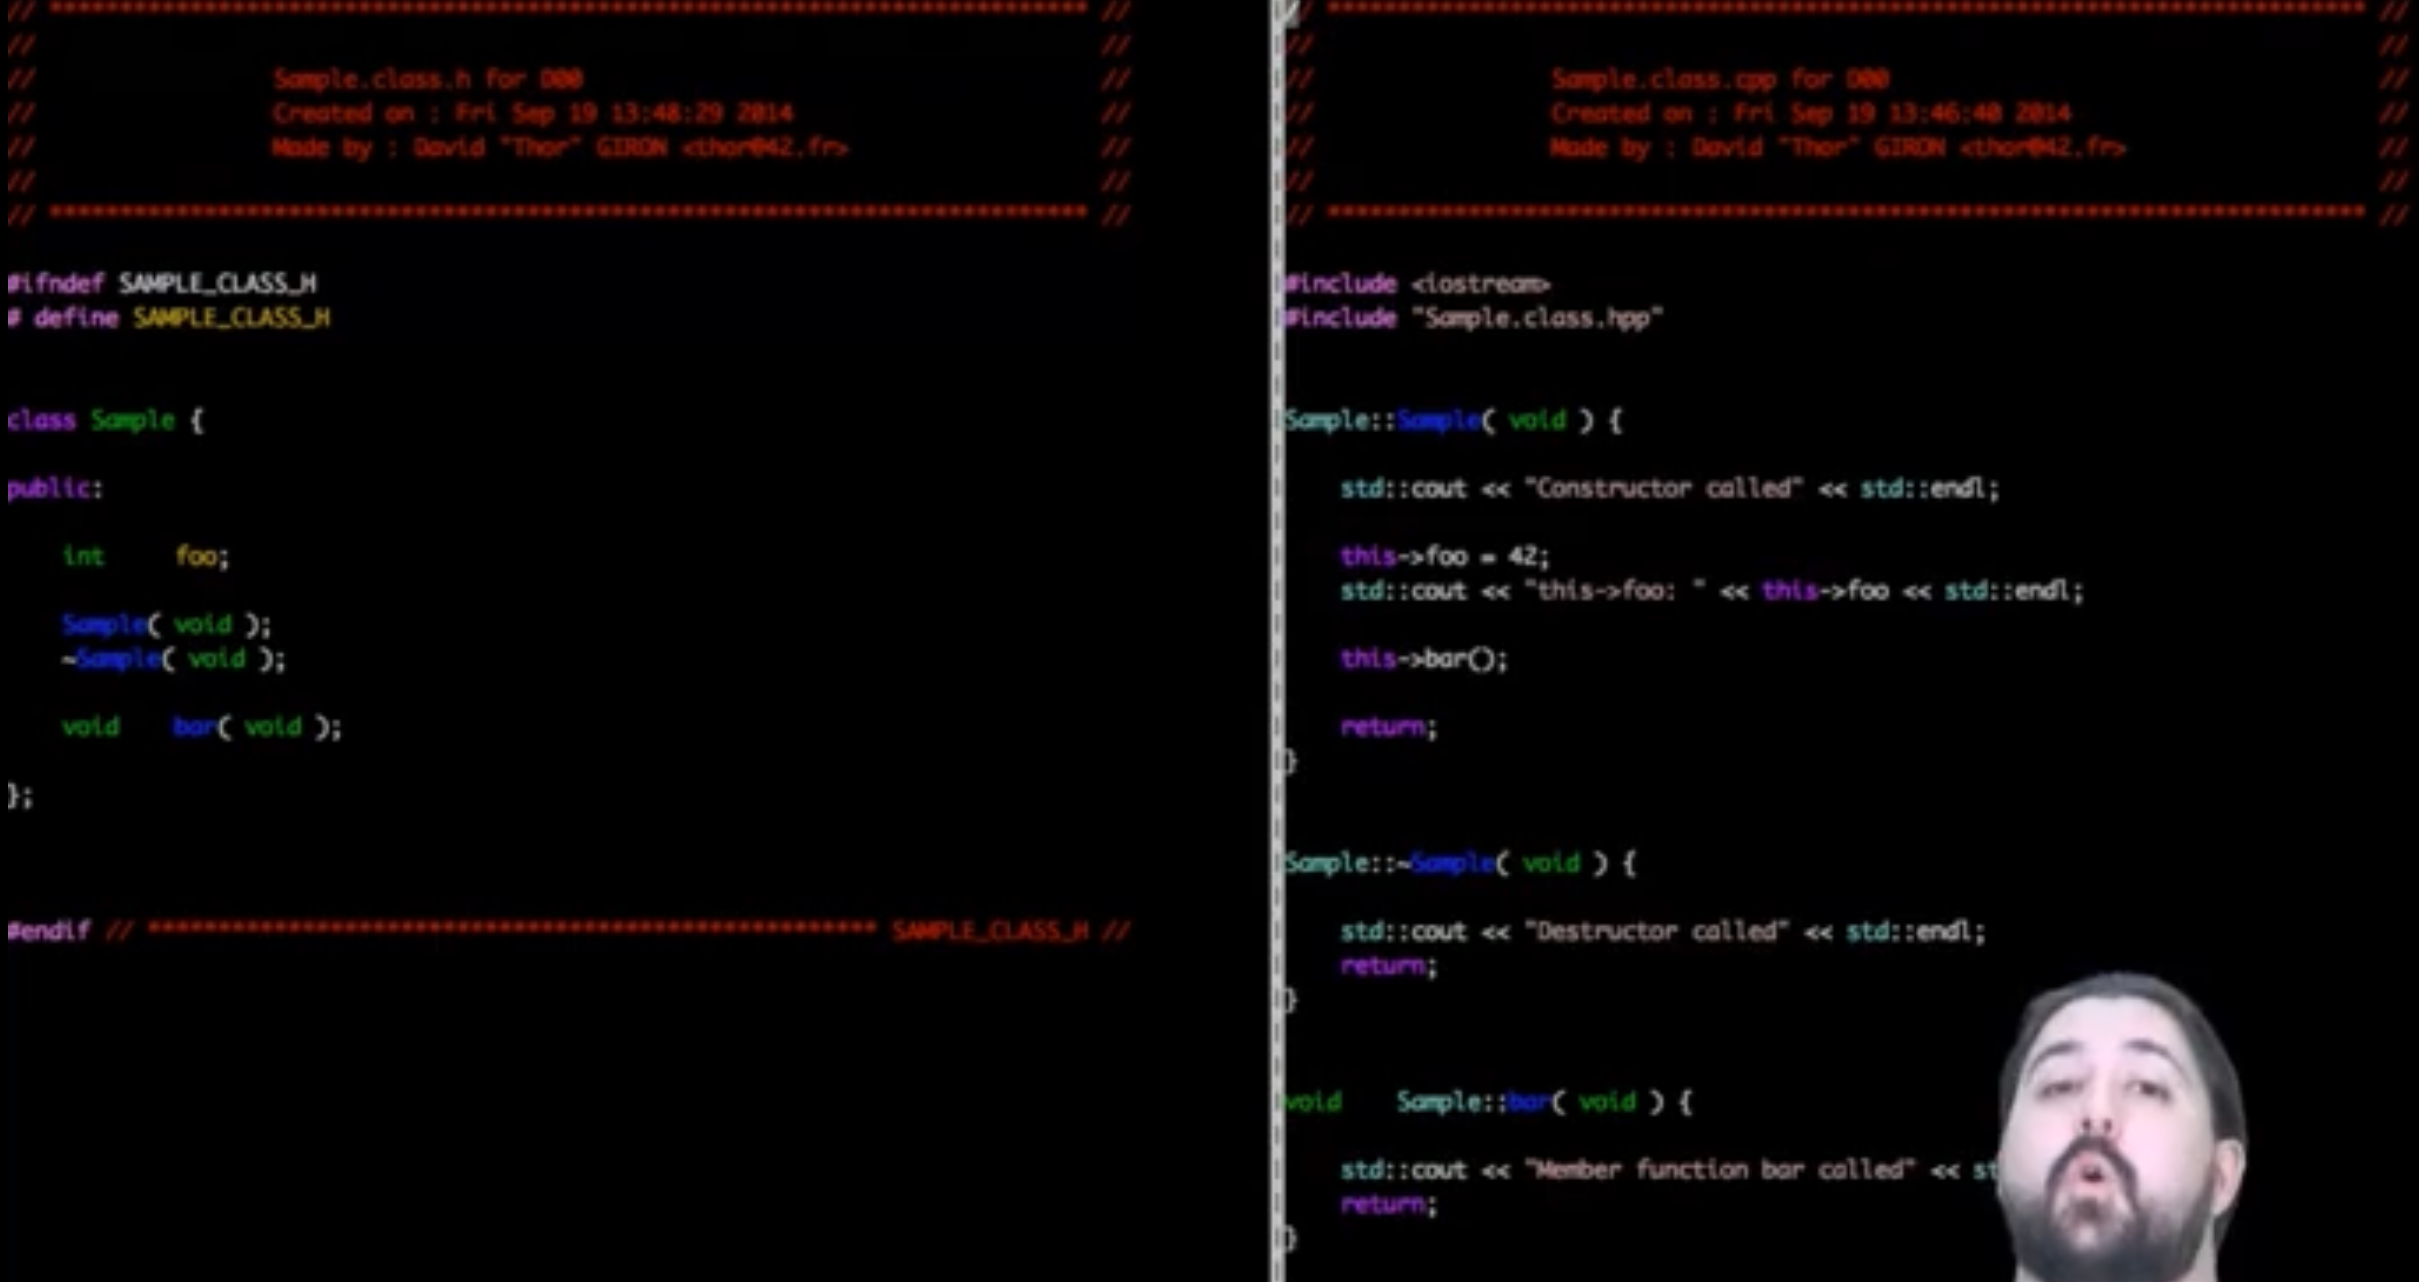 // *************************************************************************** //
// //
// Sample.class.h for D00 //
// Created on : Fri Sep 19 13:48:29 2014 //
// Made by : David "Thor" GIRON <thor@42.fr> //
// //
// *************************************************************************** //
#ifndef SAMPLE_CLASS_H
# define SAMPLE_CLASS_H
class Sample {
public:
int foo;
Sample( void );
~Sample( void );
void bar( void );
};
#endif // ***************************************************** SAMPLE_CLASS_H //
// *************************************************************************** //
// //
// Sample.class.cpp for D00 //
// Created on : Fri Sep 19 13:46:40 2014 //
// Made by : David "Thor" GIRON <thor@42.fr> //
// //
// *************************************************************************** //
#include <iostream>
#include "Sample.class.hpp"
Sample::Sample( void ) {
std::cout << "Constructor called" << std::endl;
this->foo = 42;
std::cout << "this->foo: " << this->foo << std::endl;
this->bar();
return;
}
Sample::~Sample( void ) {
std::cout << "Destructor called" << std::endl;
return;
}
void Sample::bar( void ) {
std::cout << "Member function bar called" << st
return;
}